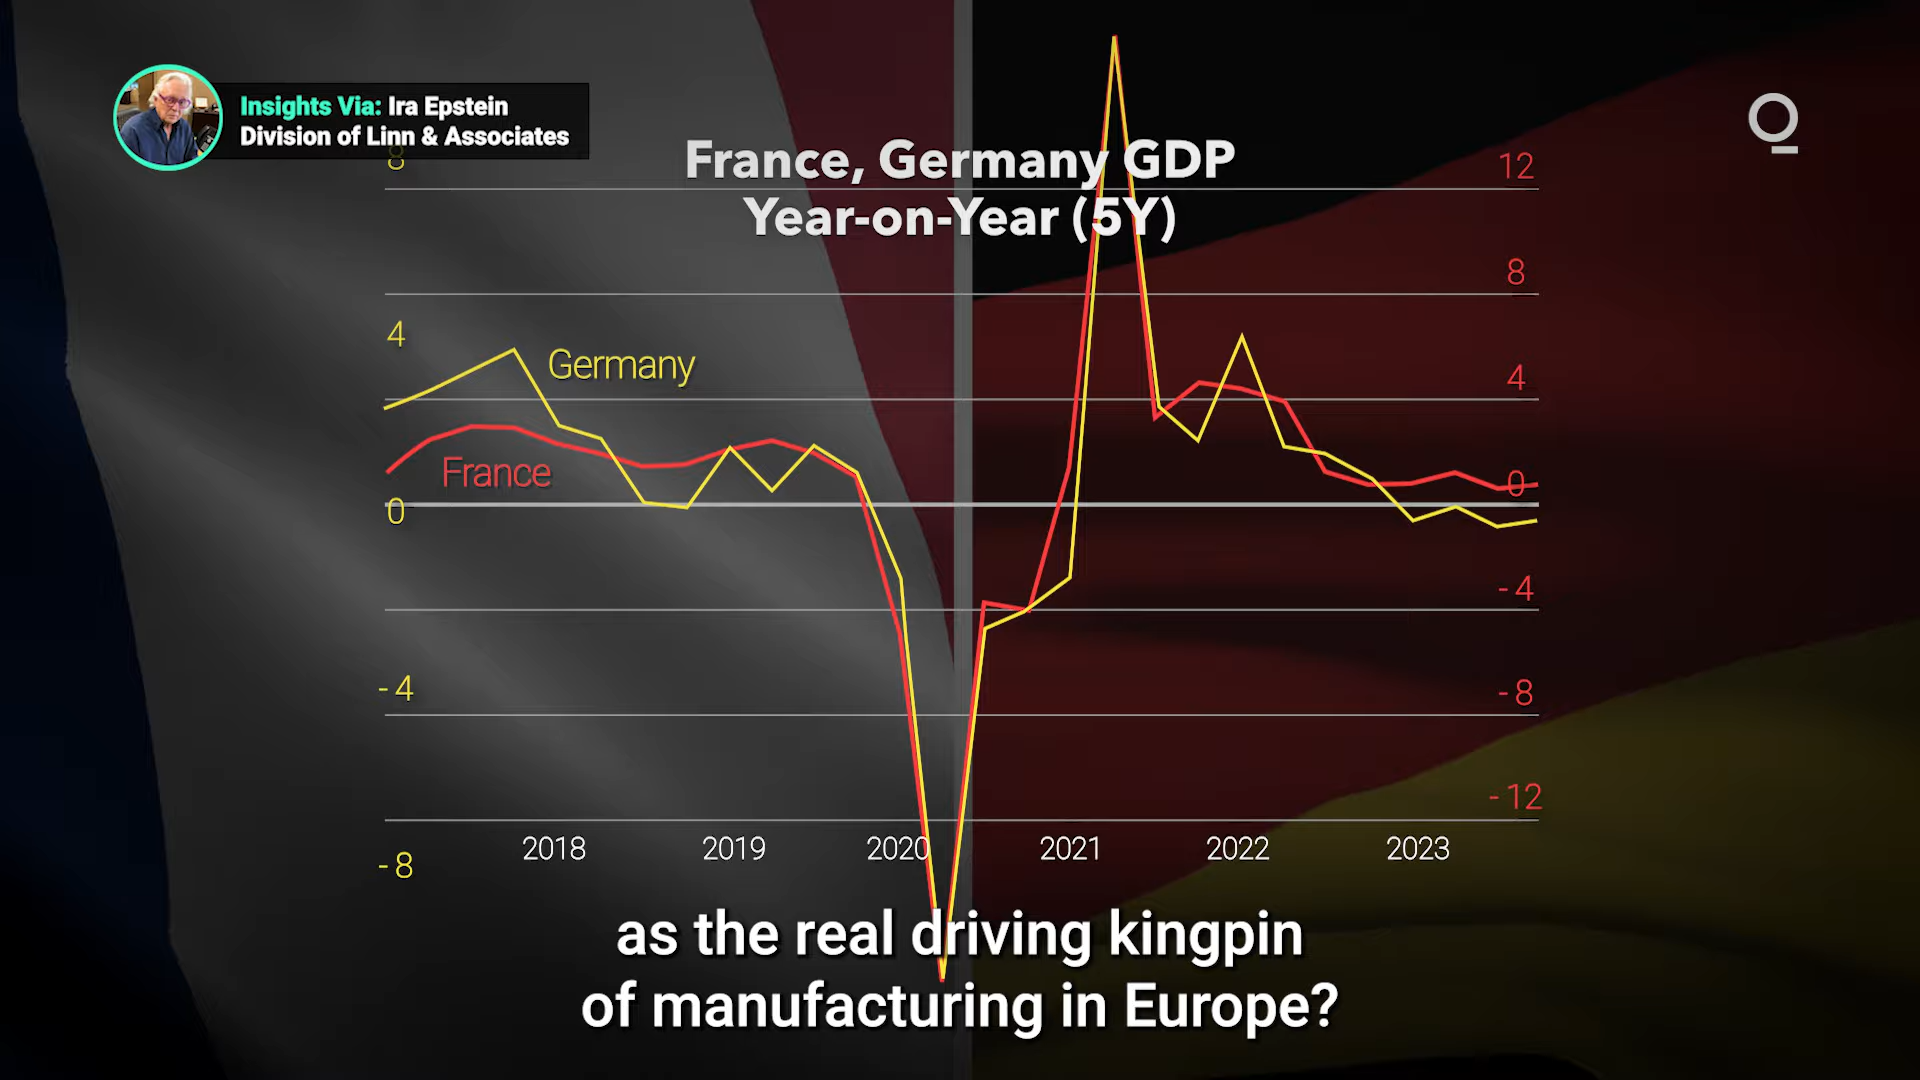 Insights Via: Ira Epstein
Division of Linn & Associates
France, Germany GDP
Year-on-Year (5Y)
8
12
8
4
Germany
4
France
0
0
-4
-4
-8
-12
2018 2019 2020 2021 2022 2023
-8
as the real driving kingpin
of manufacturing in Europe?